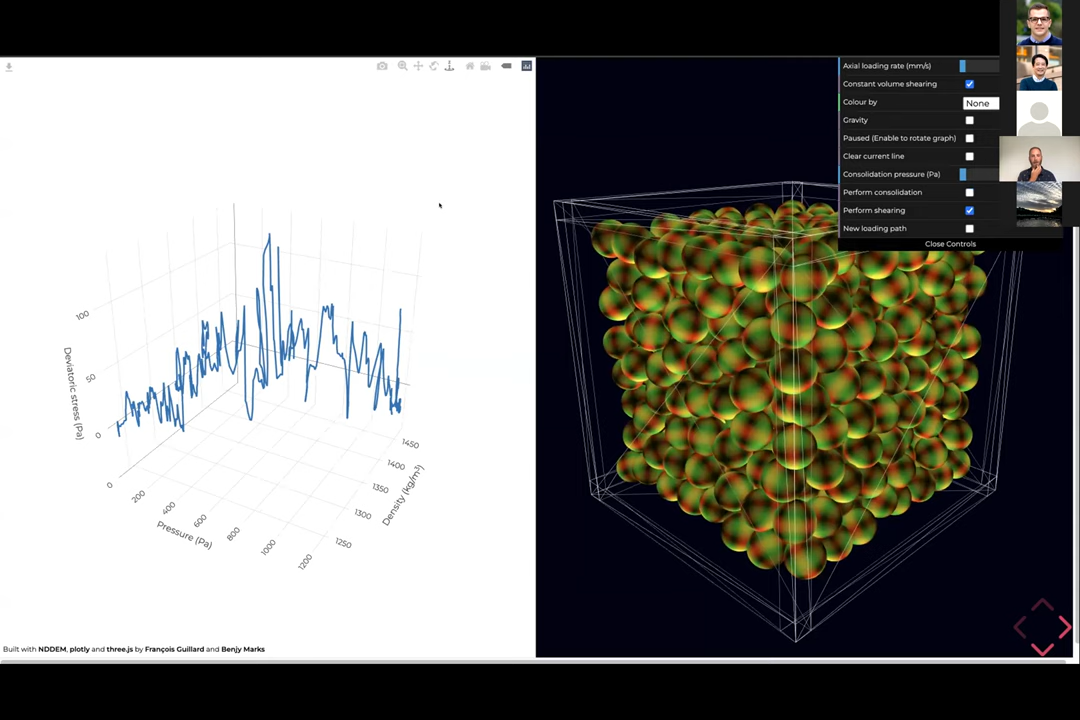 Axial loading rate (mm/s)
Constant volume shearing
Colour by
None
Gravity
Paused (Enable to rotate graph)
Clear current line
Consolidation pressure (Pa)
Perform consolidation
Perform shearing
New loading path
Close Controls
100
50
0
Deviatoric stress (Pa)
0
200
400
600
800
1000
1200
Pressure (Pa)
1450
1400
1350
1300
1250
Density (kg/m³)
Built with NDDEM, plotly and three.js by François Guillard and Benjy Marks